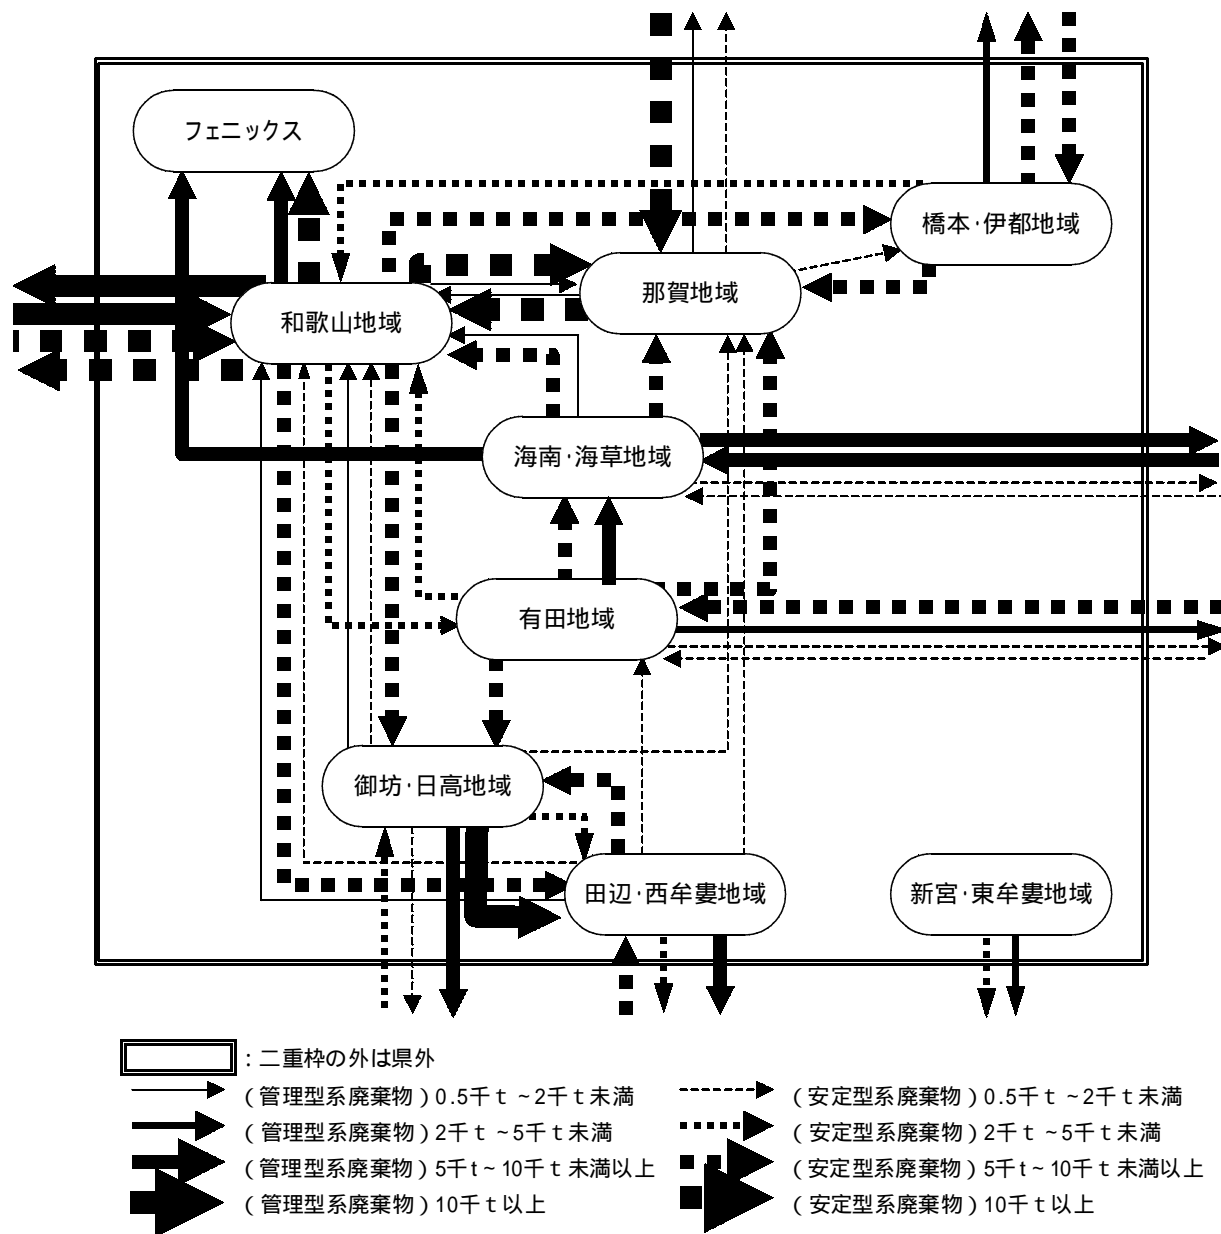 フェニックス
橋本･伊都地域
那賀地域
和歌山地域
海南･海草地域
有田地域
御坊･日高地域
田辺･西牟婁地域
新宮･東牟婁地域
:二重枠の外は県外
(管理型系廃棄物)0.5千ｔ~2千ｔ未満
(安定型系廃棄物)0.5千ｔ~2千ｔ未満
(管理型系廃棄物)2千ｔ~5千ｔ未満
(安定型系廃棄物)2千ｔ~5千ｔ未満
(管理型系廃棄物)5千t~10千ｔ未満以上
(安定型系廃棄物)5千t~10千ｔ未満以上
(管理型系廃棄物)10千ｔ以上
(安定型系廃棄物)10千ｔ以上